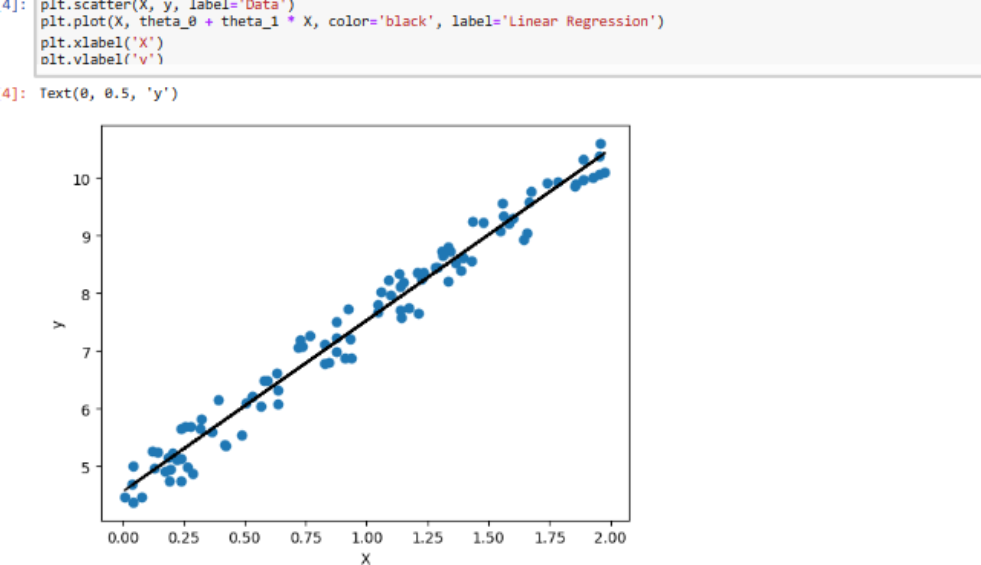 4]: plt.scatter(X, y, label='Data')
plt.plot(X, theta_0 + theta_1 * X, color='black', label='Linear Regression')
plt.xlabel('X')
plt.ylabel('y')
4]: Text(0, 0.5, 'y')
10
9
8
7
6
5
y
0.00 0.25 0.50 0.75 1.00 1.25 1.50 1.75 2.00
X